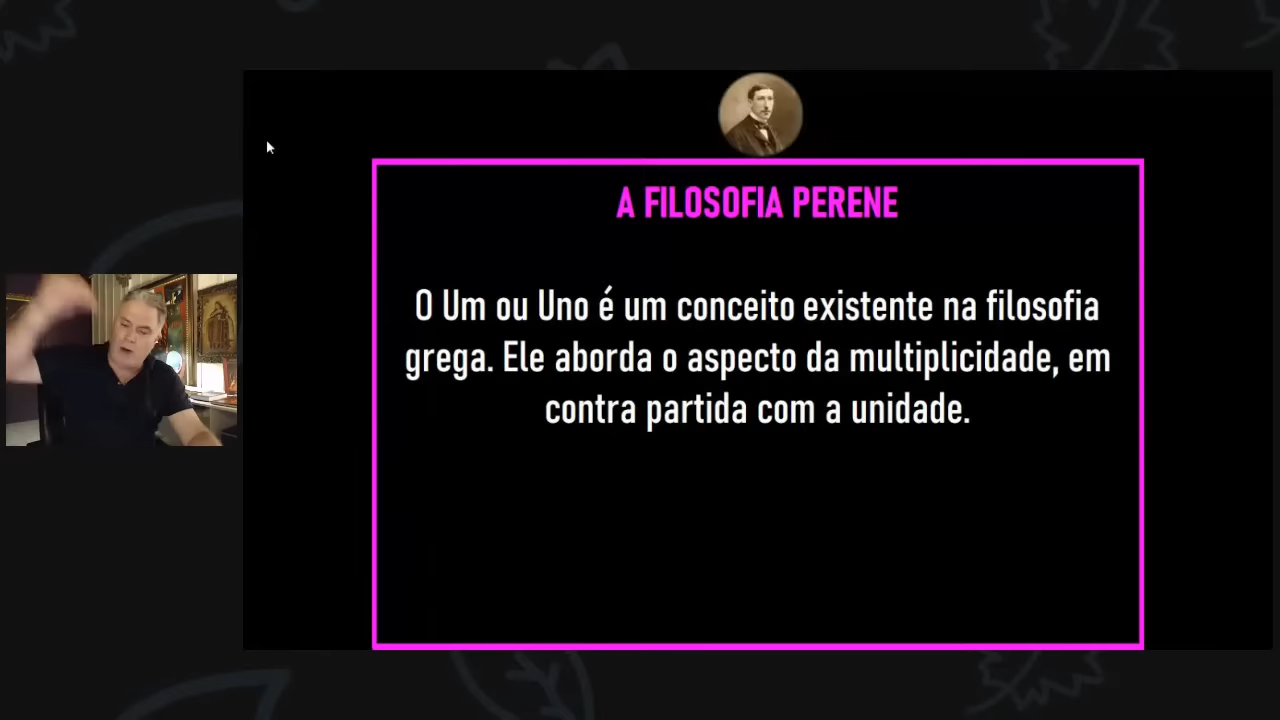 A FILOSOFIA PERENE
O Um ou Uno é um conceito existente na filosofia
grega. Ele aborda o aspecto da multiplicidade, em
contra partida com a unidade.